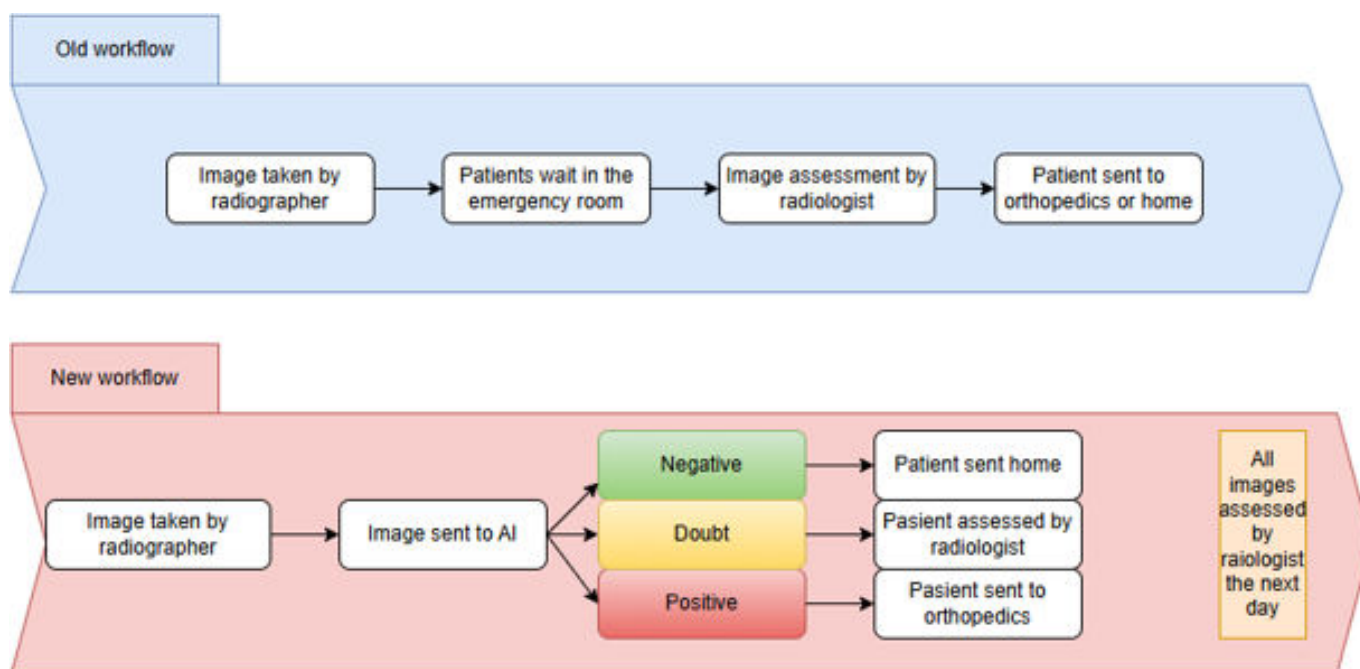 Old workflow
Image taken by
radiographer
Patients wait in the
emergency room
Image assessment by
radiologist
Patient sent to
orthopedics or home
New workflow
Image taken by
radiographer
Image sent to AI
Negative
Patient sent home
Doubt
Pasient assessed by
radiologist
Positive
Pasient sent to
orthopedics
All
images
assessed
by
raiologist
the next
day